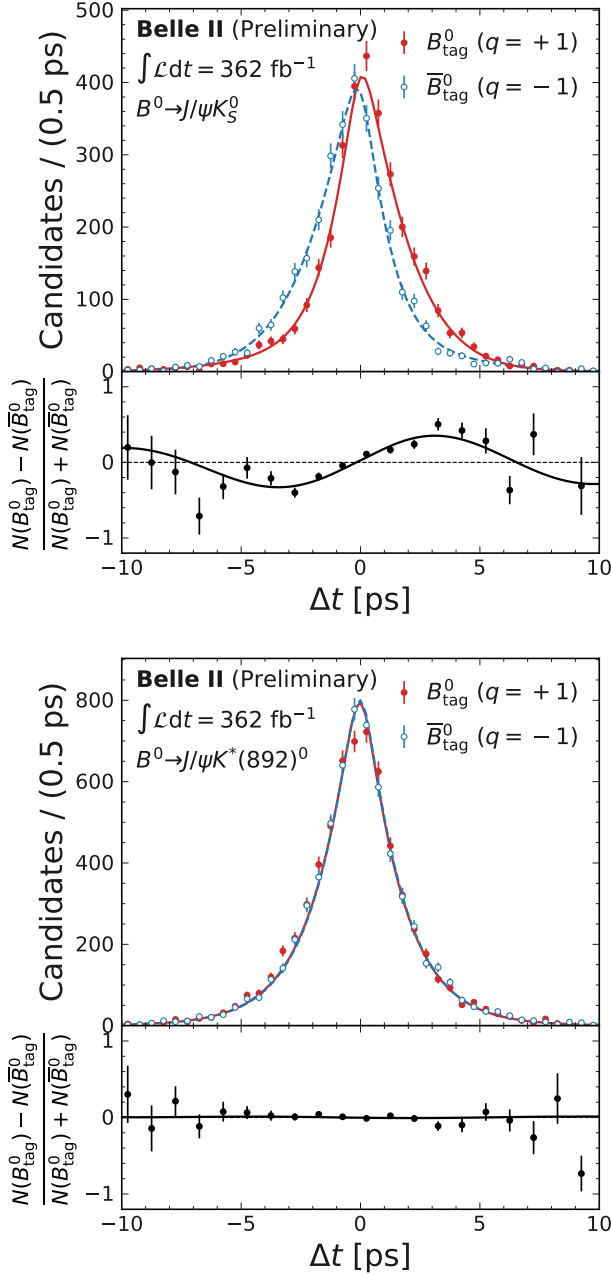 Belle II (Preliminary)
∫ℒdt = 362 fb⁻¹
B⁰→J/ψK⁰_S
B⁰_tag (q = +1)
B̅⁰_tag (q = −1)
Candidates / (0.5 ps)
400
300
200
100
0
N(B⁰_tag) − N(B̅⁰_tag)
N(B⁰_tag) + N(B̅⁰_tag)
1
0
−1
−10 −5 0 5 10
Δt [ps]
Belle II (Preliminary)
∫ℒdt = 362 fb⁻¹
B⁰→J/ψK*(892)⁰
B⁰_tag (q = +1)
B̅⁰_tag (q = −1)
Candidates / (0.5 ps)
800
600
400
200
0
N(B⁰_tag) − N(B̅⁰_tag)
N(B⁰_tag) + N(B̅⁰_tag)
1
0
−1
−10 −5 0 5 10
Δt [ps]
500